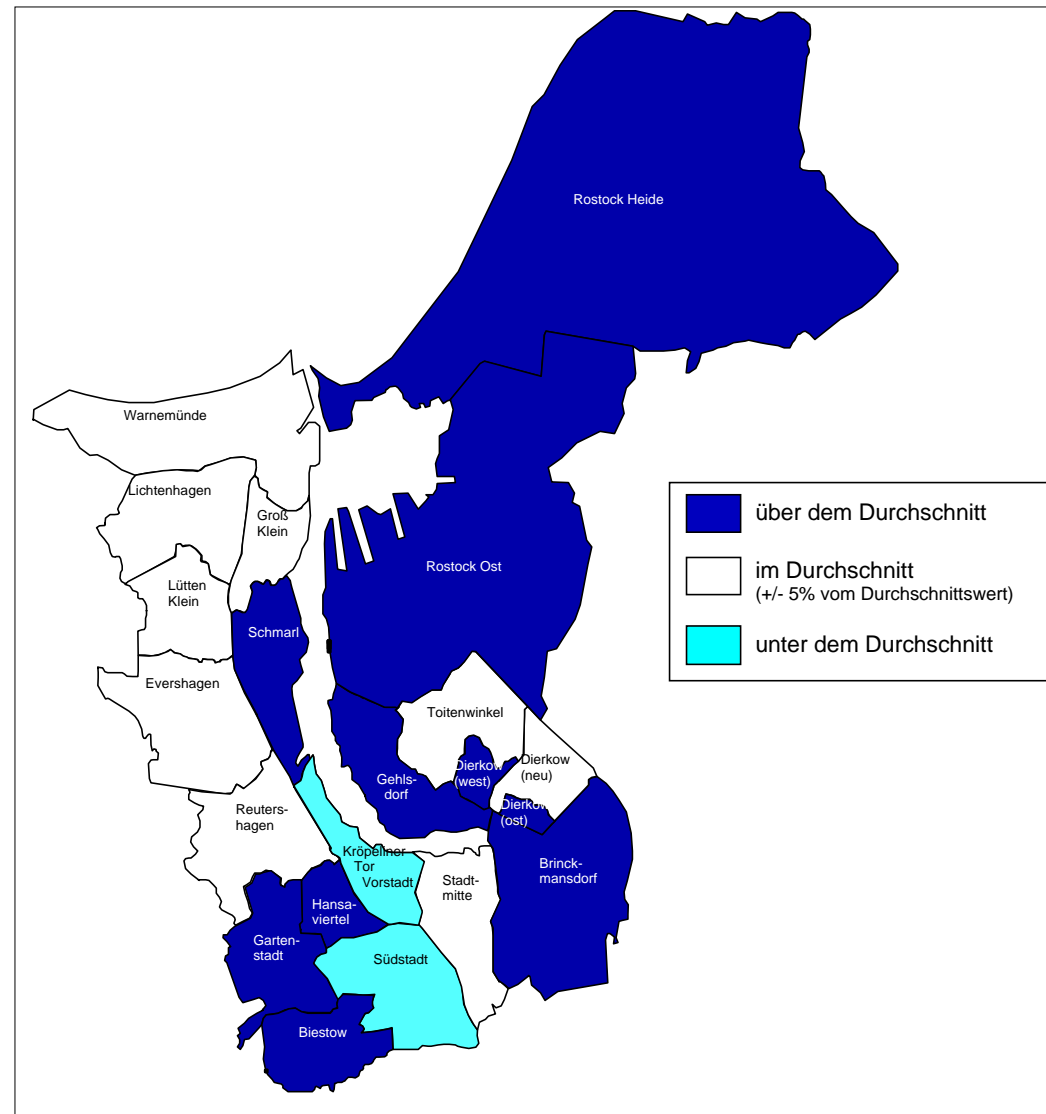 Rostock Heide
Warnemünde
Lichtenhagen
Groß
Klein
Lütten
Klein
Rostock Ost
Schmarl
Evershagen
Toitenwinkel
Dierkow
(west)
Dierkow
(neu)
Gehls-
dorf
Dierkow
(ost)
Reuters-
hagen
Kröpeliner
Tor
Vorstadt
Stadt-
mitte
Brinck-
mansdorf
Hansa-
viertel
Garten-
stadt
Südstadt
Biestow
über dem Durchschnitt
im Durchschnitt
(+/- 5% vom Durchschnittswert)
unter dem Durchschnitt